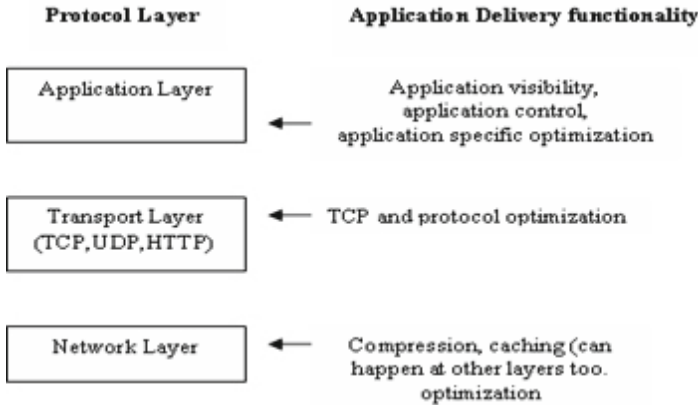 Protocol Layer
Application Delivery functionality
Application Layer
Application visibility,
application control,
application specific optimization
Transport Layer
(TCP,UDP,HTTP)
TCP and protocol optimization
Network Layer
Compression, caching (can
happen at other layers too.
optimization